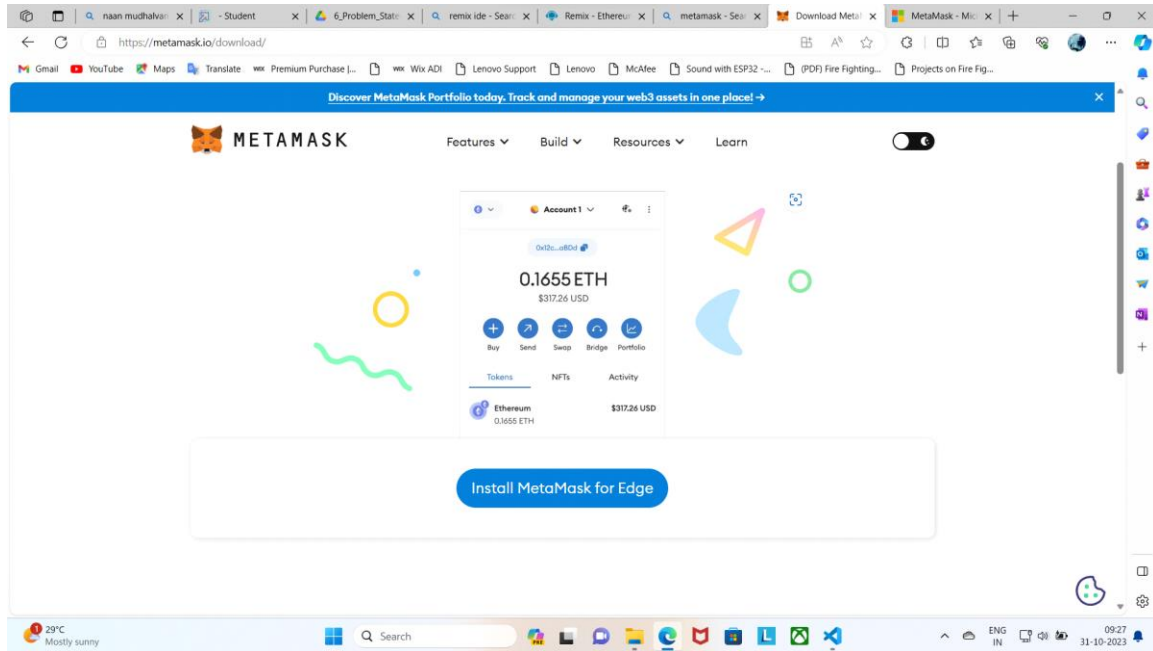 naan mudhalvan
- Student
6_Problem_State
remix ide - Searc
Remix - Ethereur
metamask - Sear
Download Meta
MetaMask - Mic
https://metamask.io/download/
Gmail YouTube Maps Translate Premium Purchase |... Wix ADI Lenovo Support Lenovo McAfee Sound with ESP32 -... (PDF) Fire Fighting... Projects on Fire Fig...
Discover MetaMask Portfolio today. Track and manage your web3 assets in one place! →
METAMASK Features Build Resources Learn
Account 1
0x12c...a8Dd
0.1655 ETH
$317.26 USD
Buy Send Swap Bridge Portfolio
Tokens NFTs Activity
Ethereum $317.26 USD
0.1655 ETH
Install MetaMask for Edge
29°C
Mostly sunny
Search
ENG
IN
09:27
31-10-2023